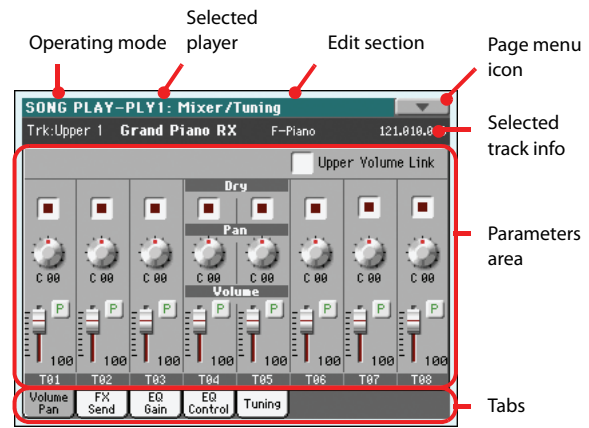 Selected
player
Operating mode
Edit section
Page menu
icon
SONG PLAY-PLY1: Mixer/Tuning
Trk:Upper 1 Grand Piano RX F-Piano 121.010.0
Selected
track info
Upper Volume Link
Dry
Pan
C 00 C 00 C 00 C 00 C 00 C 00 C 00 C 00
Parameters
area
Volume
P P P P P P P P
100 100 100 100 100 100 100 100
T01 T02 T03 T04 T05 T06 T07 T08
Volume Pan
FX Send
EQ Gain
EQ Control
Tuning
Tabs